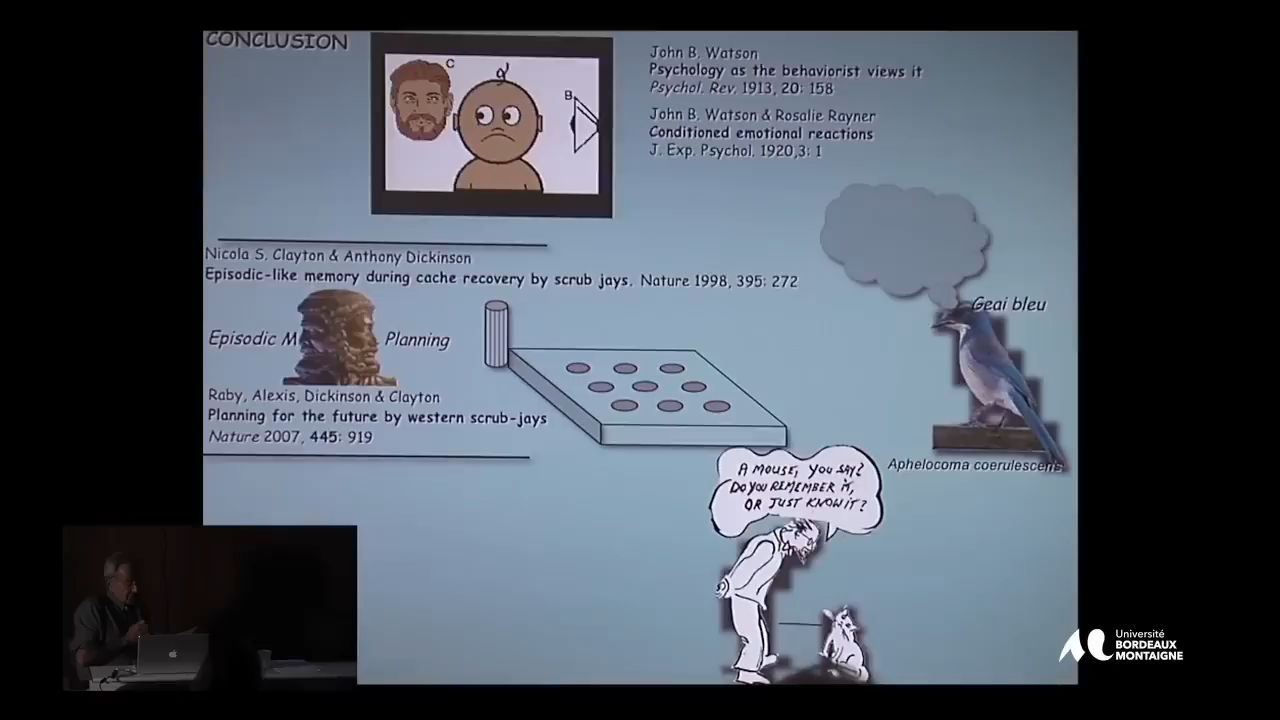 CONCLUSION
C
B
John B. Watson
Psychology as the behaviorist views it
Psychol. Rev. 1913, 20: 158
John B. Watson & Rosalie Rayner
Conditioned emotional reactions
J. Exp. Psychol. 1920,3: 1
Nicola S. Clayton & Anthony Dickinson
Episodic-like memory during cache recovery by scrub jays. Nature 1998, 395: 272
Geai bleu
Episodic M
Planning
Raby, Alexis, Dickinson & Clayton
Planning for the future by western scrub-jays
Nature 2007, 445: 919
Aphelocoma coerulescens
A MOUSE, YOU SAY?
DO YOU REMEMBER IT,
OR JUST KNOW IT?
Université
BORDEAUX
MONTAIGNE